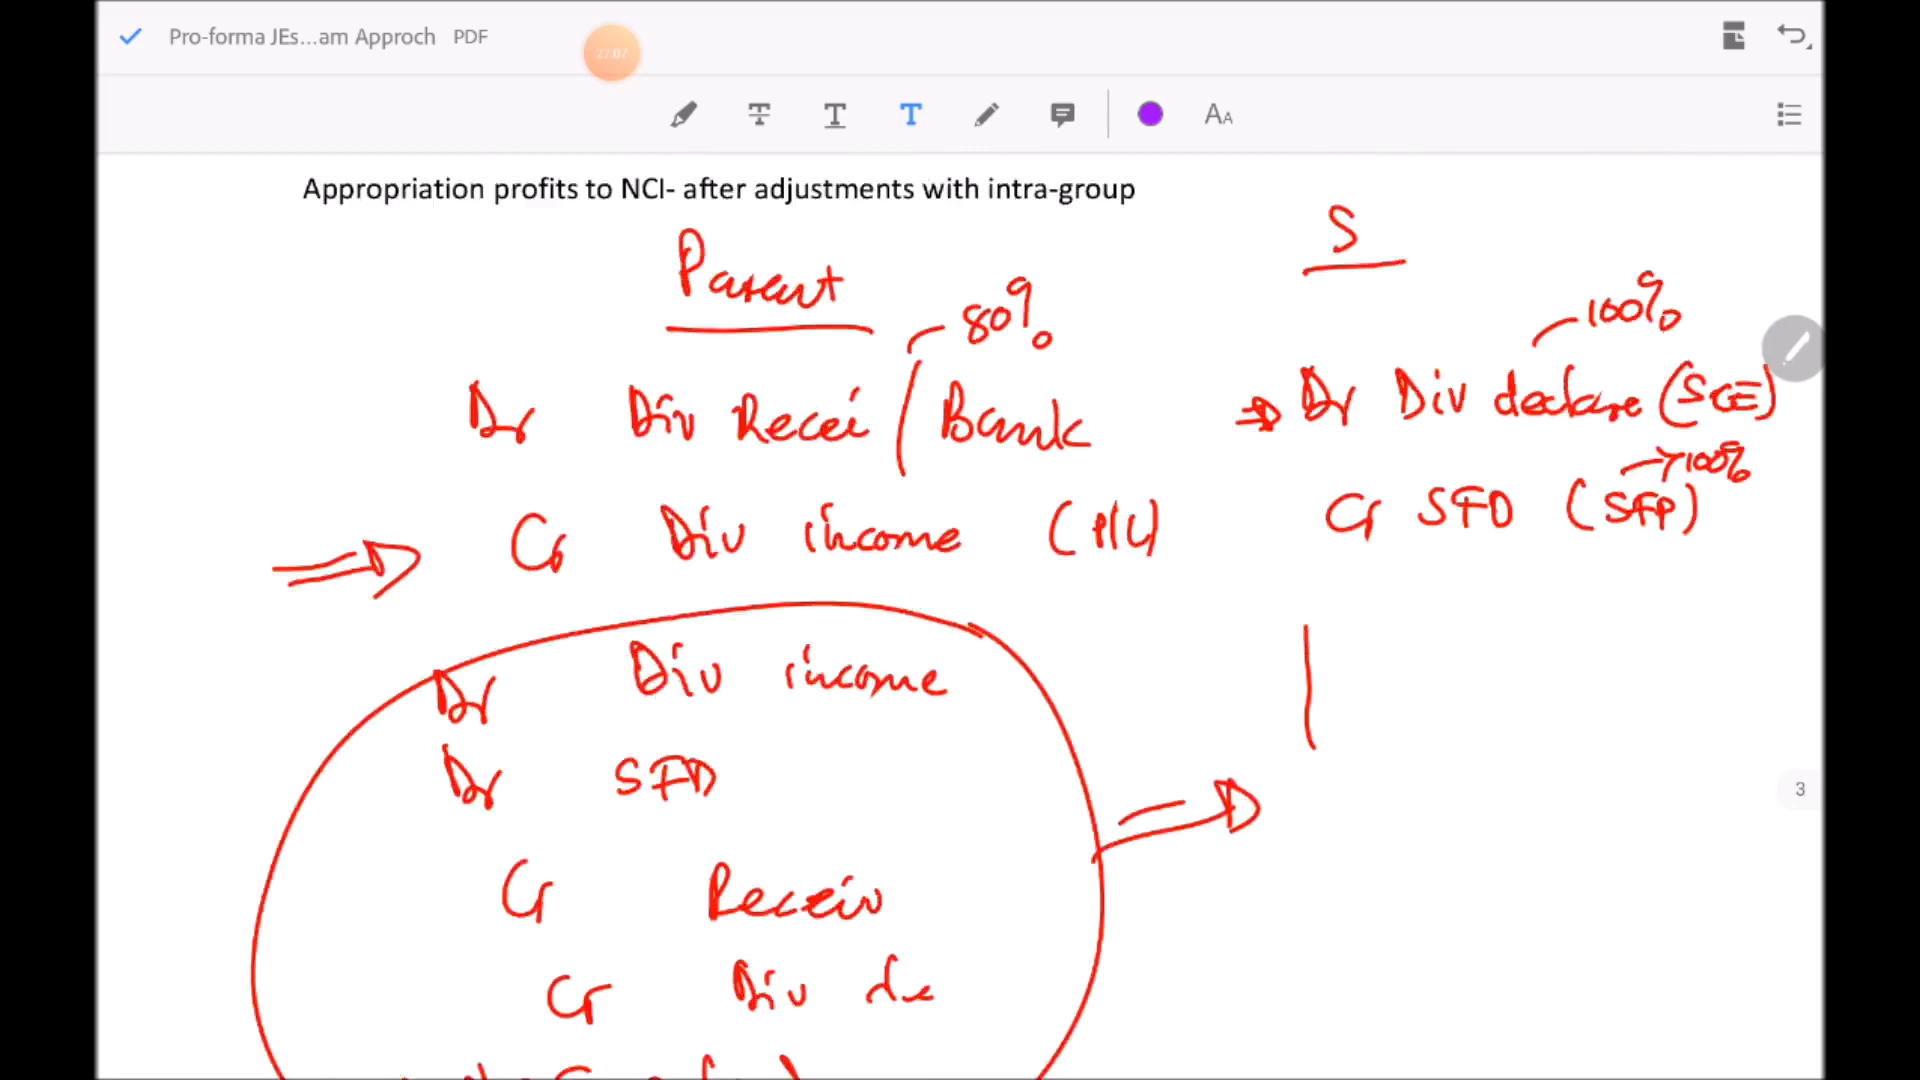 Pro-forma JEs...am Approch PDF
27:07
Appropriation profits to NCI- after adjustments with intra-group
Parent
S
80%
100%
Dr Div Recei / Bank
Dr Div declare (SCE)
100%
Cr Div income (P/L)
Cr SFD (SFP)
Dr Div income
Dr SFD
3
Cr Receiv
Cr Div de